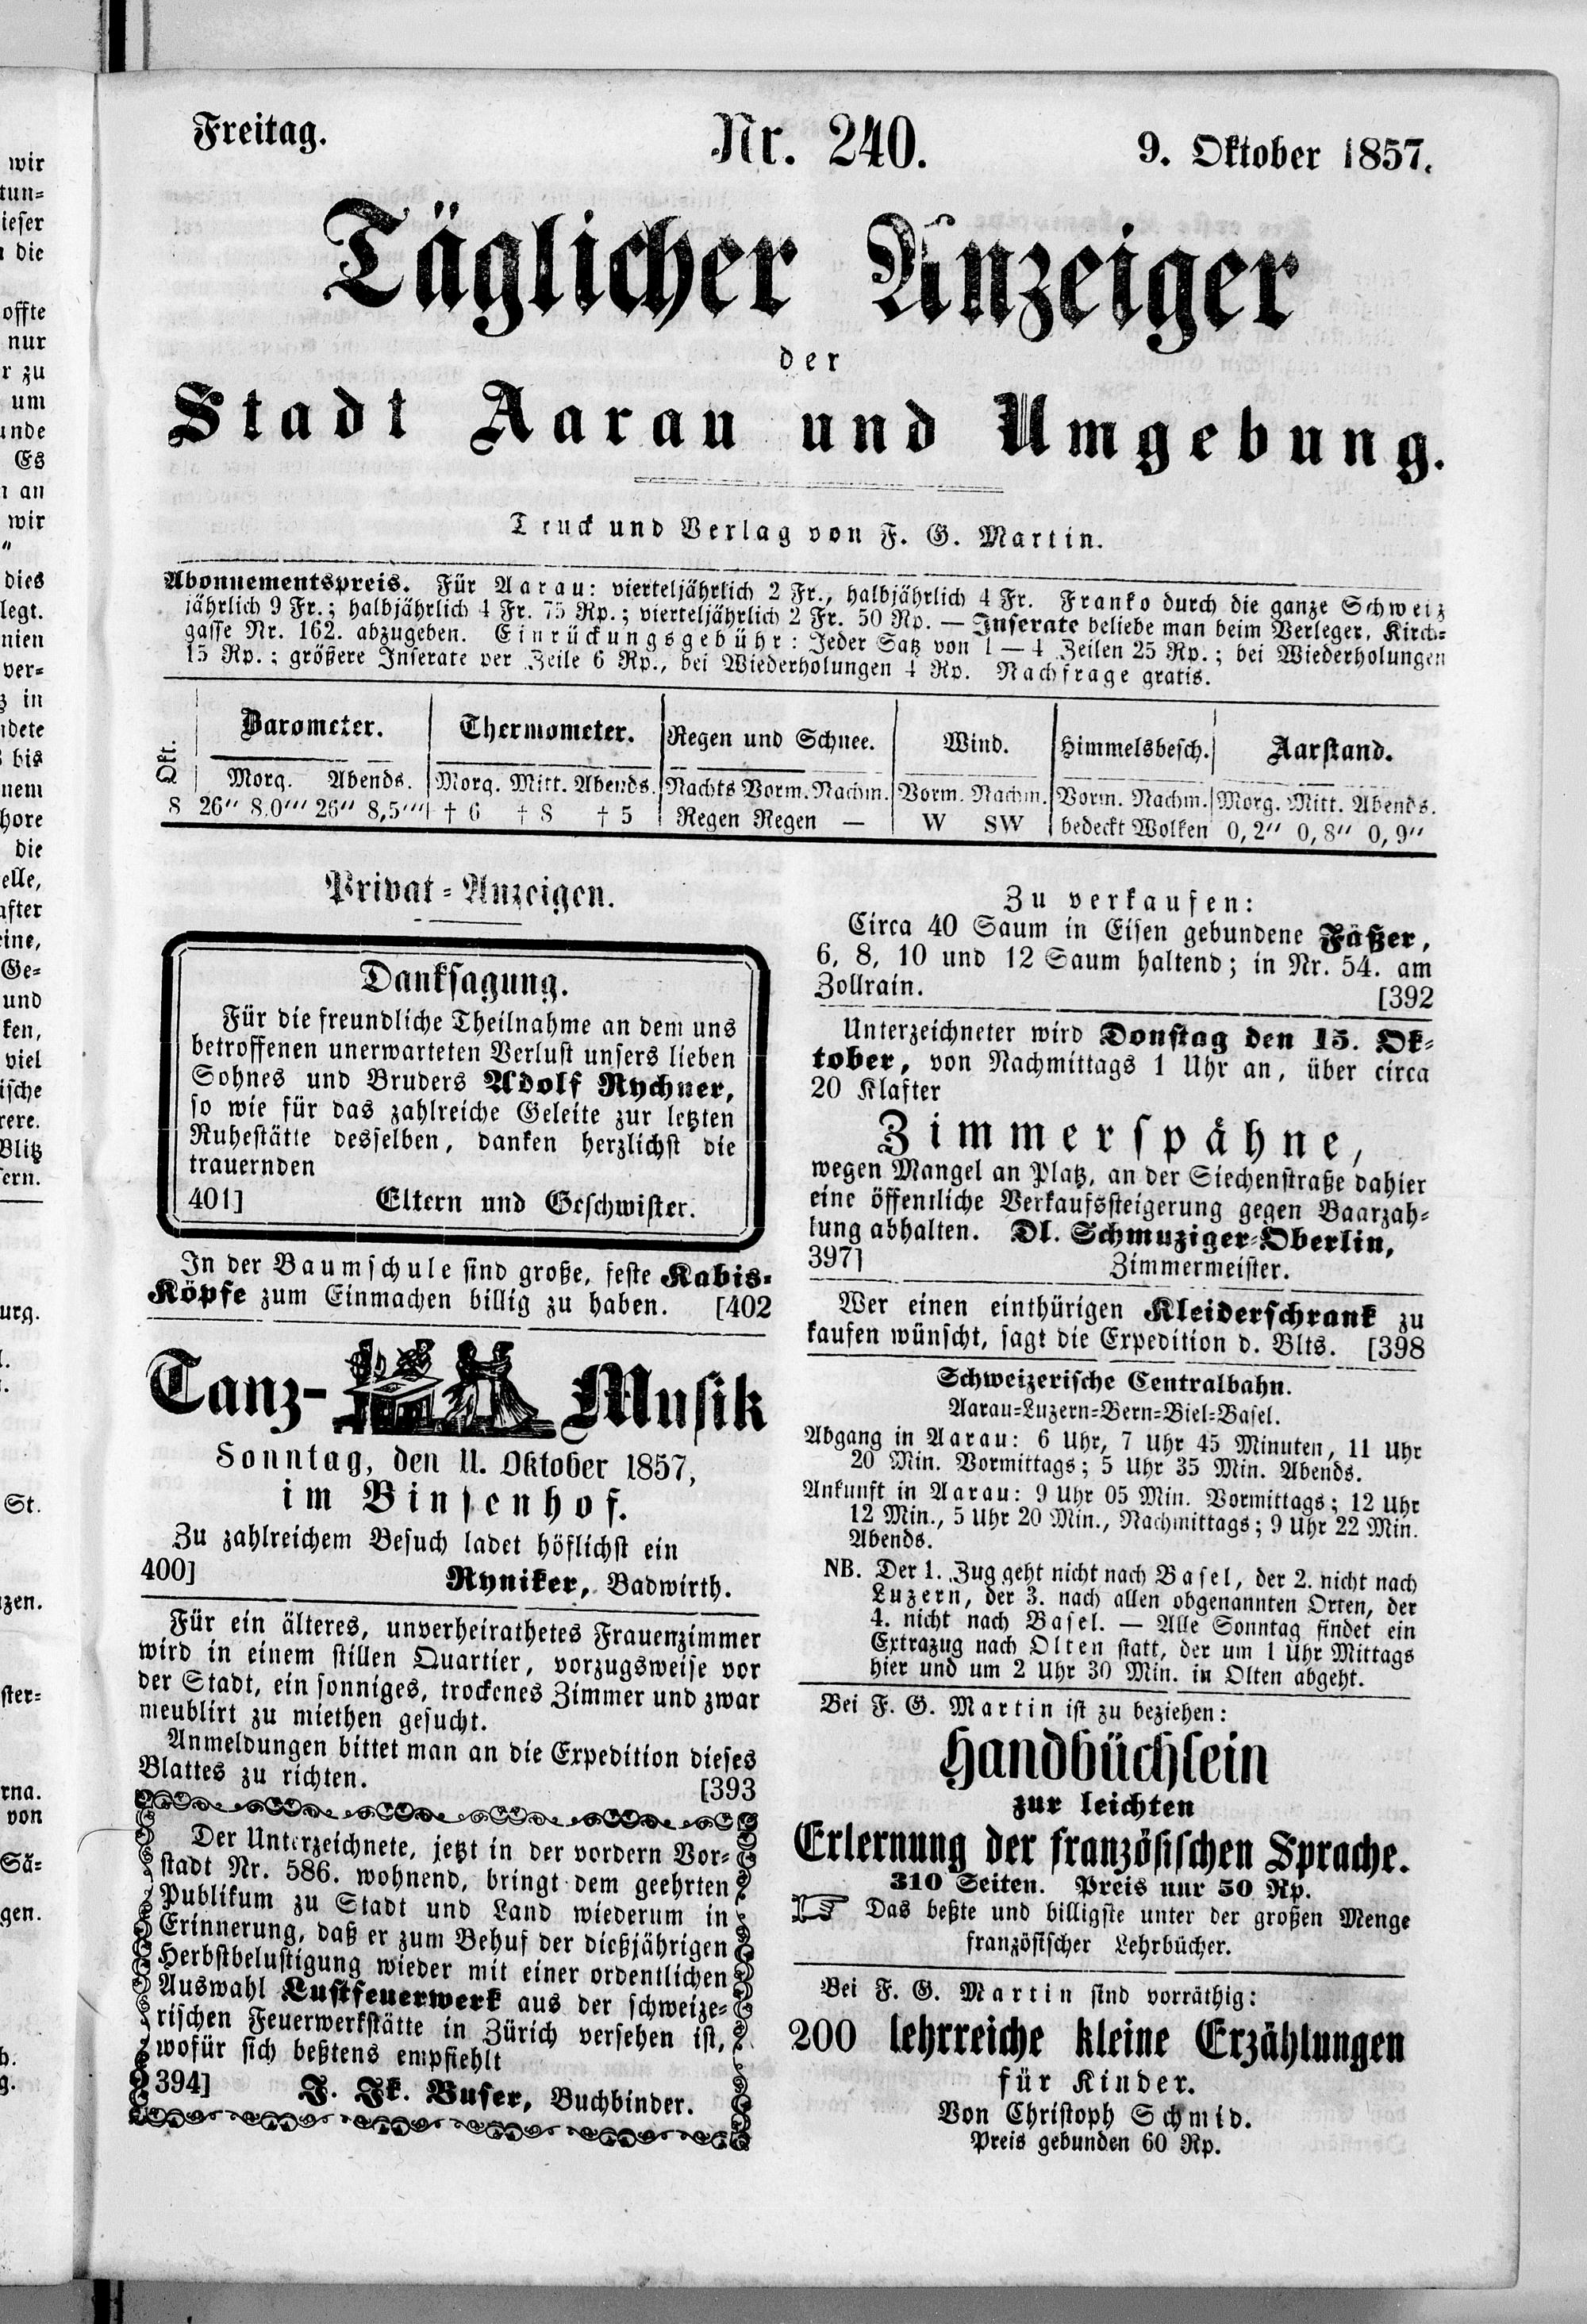 Freitag.
Nr. 240.
9. Oktober 1857.
Täglicher Anzeiger
der
Stadt Aarau und Umgebung.
Druck und Verlag von F. G. Martin.
Abonnementspreis. Für Aarau: vierteljährlich 2 Fr., halbjährlich 4 Fr. Franko durch die ganze Schweiz
jährlich 9 Fr.; halbjährlich 4 Fr. 75 Rp.; vierteljährlich 2 Fr. 50 Rp. — Inserate beliebe man beim Verleger, Kirch-
gasse Nr. 162. abzugeben. Einrückungsgebühr: Jeder Satz von 1—4 Zeilen 25 Rp.; bei Wiederholungen
15 Rp.; größere Inserate per Zeile 6 Rp., bei Wiederholungen 4 Rp. Nachfrage gratis.
Okt. Barometer. Thermometer. Regen und Schnee. Wind. Himmelsbesch. Aarstand.
Morg. Abends. Morg. Mitt. Abends. Nachts Vorm. Nachm. Vorm. Nachm. Vorm. Nachm. Morg. Mitt. Abends.
8 26'' 8,0''' 26'' 8,5''' † 6 † 8 † 5 Regen Regen — W SW bedeckt Wolken 0,2'' 0,8'' 0,9''
Privat-Anzeigen.
Danksagung.
Für die freundliche Theilnahme an dem uns
betroffenen unerwarteten Verlust unsers lieben
Sohnes und Bruders Adolf Rychner,
so wie für das zahlreiche Geleite zur letzten
Ruhestätte desselben, danken herzlichst die
trauernden
401] Eltern und Geschwister.
In der Baumschule sind große, feste Kabis-
Köpfe zum Einmachen billig zu haben. [402
Tanz-Musik
Sonntag, den 11. Oktober 1857,
im Binsenhof.
Zu zahlreichem Besuch ladet höflichst ein
400] Ryniker, Badwirth.
Für ein älteres, unverheirathetes Frauenzimmer
wird in einem stillen Quartier, vorzugsweise vor
der Stadt, ein sonniges, trockenes Zimmer und zwar
meublirt zu miethen gesucht.
Anmeldungen bittet man an die Expedition dieses
Blattes zu richten. [393
Der Unterzeichnete, jetzt in der vordern Vor-
stadt Nr. 586. wohnend, bringt dem geehrten
Publikum zu Stadt und Land wiederum in
Erinnerung, daß er zum Behuf der dießjährigen
Herbstbelustigung wieder mit einer ordentlichen
Auswahl Lustfeuerwerk aus der schweize-
rischen Feuerwerkstätte in Zürich versehen ist,
wofür sich beßtens empfiehlt
394] J. Jk. Buser, Buchbinder.
Zu verkaufen:
Circa 40 Saum in Eisen gebundene Fäßer,
6, 8, 10 und 12 Saum haltend; in Nr. 54. am
Zollrain. [392
Unterzeichneter wird Donstag den 15. Ok-
tober, von Nachmittags 1 Uhr an, über circa
20 Klafter
Zimmerspähne,
wegen Mangel an Platz, an der Siechenstraße dahier
eine öffentliche Verkaufssteigerung gegen Baarzah-
lung abhalten. Dl. Schmuziger-Oberlin,
397] Zimmermeister.
Wer einen einthürigen Kleiderschrank zu
kaufen wünscht, sagt die Expedition d. Blts. [398
Schweizerische Centralbahn.
Aarau-Luzern-Bern-Biel-Basel.
Abgang in Aarau: 6 Uhr, 7 Uhr 45 Minuten, 11 Uhr
20 Min. Vormittags; 5 Uhr 35 Min. Abends.
Ankunft in Aarau: 9 Uhr 05 Min. Vormittags; 12 Uhr
12 Min., 5 Uhr 20 Min., Nachmittags; 9 Uhr 22 Min.
Abends.
NB. Der 1. Zug geht nicht nach Basel, der 2. nicht nach
Luzern, der 3. nach allen obgenannten Orten, der
4. nicht nach Basel. — Alle Sonntag findet ein
Extrazug nach Olten statt, der um 1 Uhr Mittags
hier und um 2 Uhr 30 Min. in Olten abgeht.
Bei F. G. Martin ist zu beziehen:
Handbüchlein
zur leichten
Erlernung der französischen Sprache.
310 Seiten. Preis nur 50 Rp.
☞ Das beßte und billigste unter der großen Menge
französischer Lehrbücher.
Bei F. G. Martin sind vorräthig:
200 lehrreiche kleine Erzählungen
für Kinder.
Von Christoph Schmid.
Preis gebunden 60 Rp.